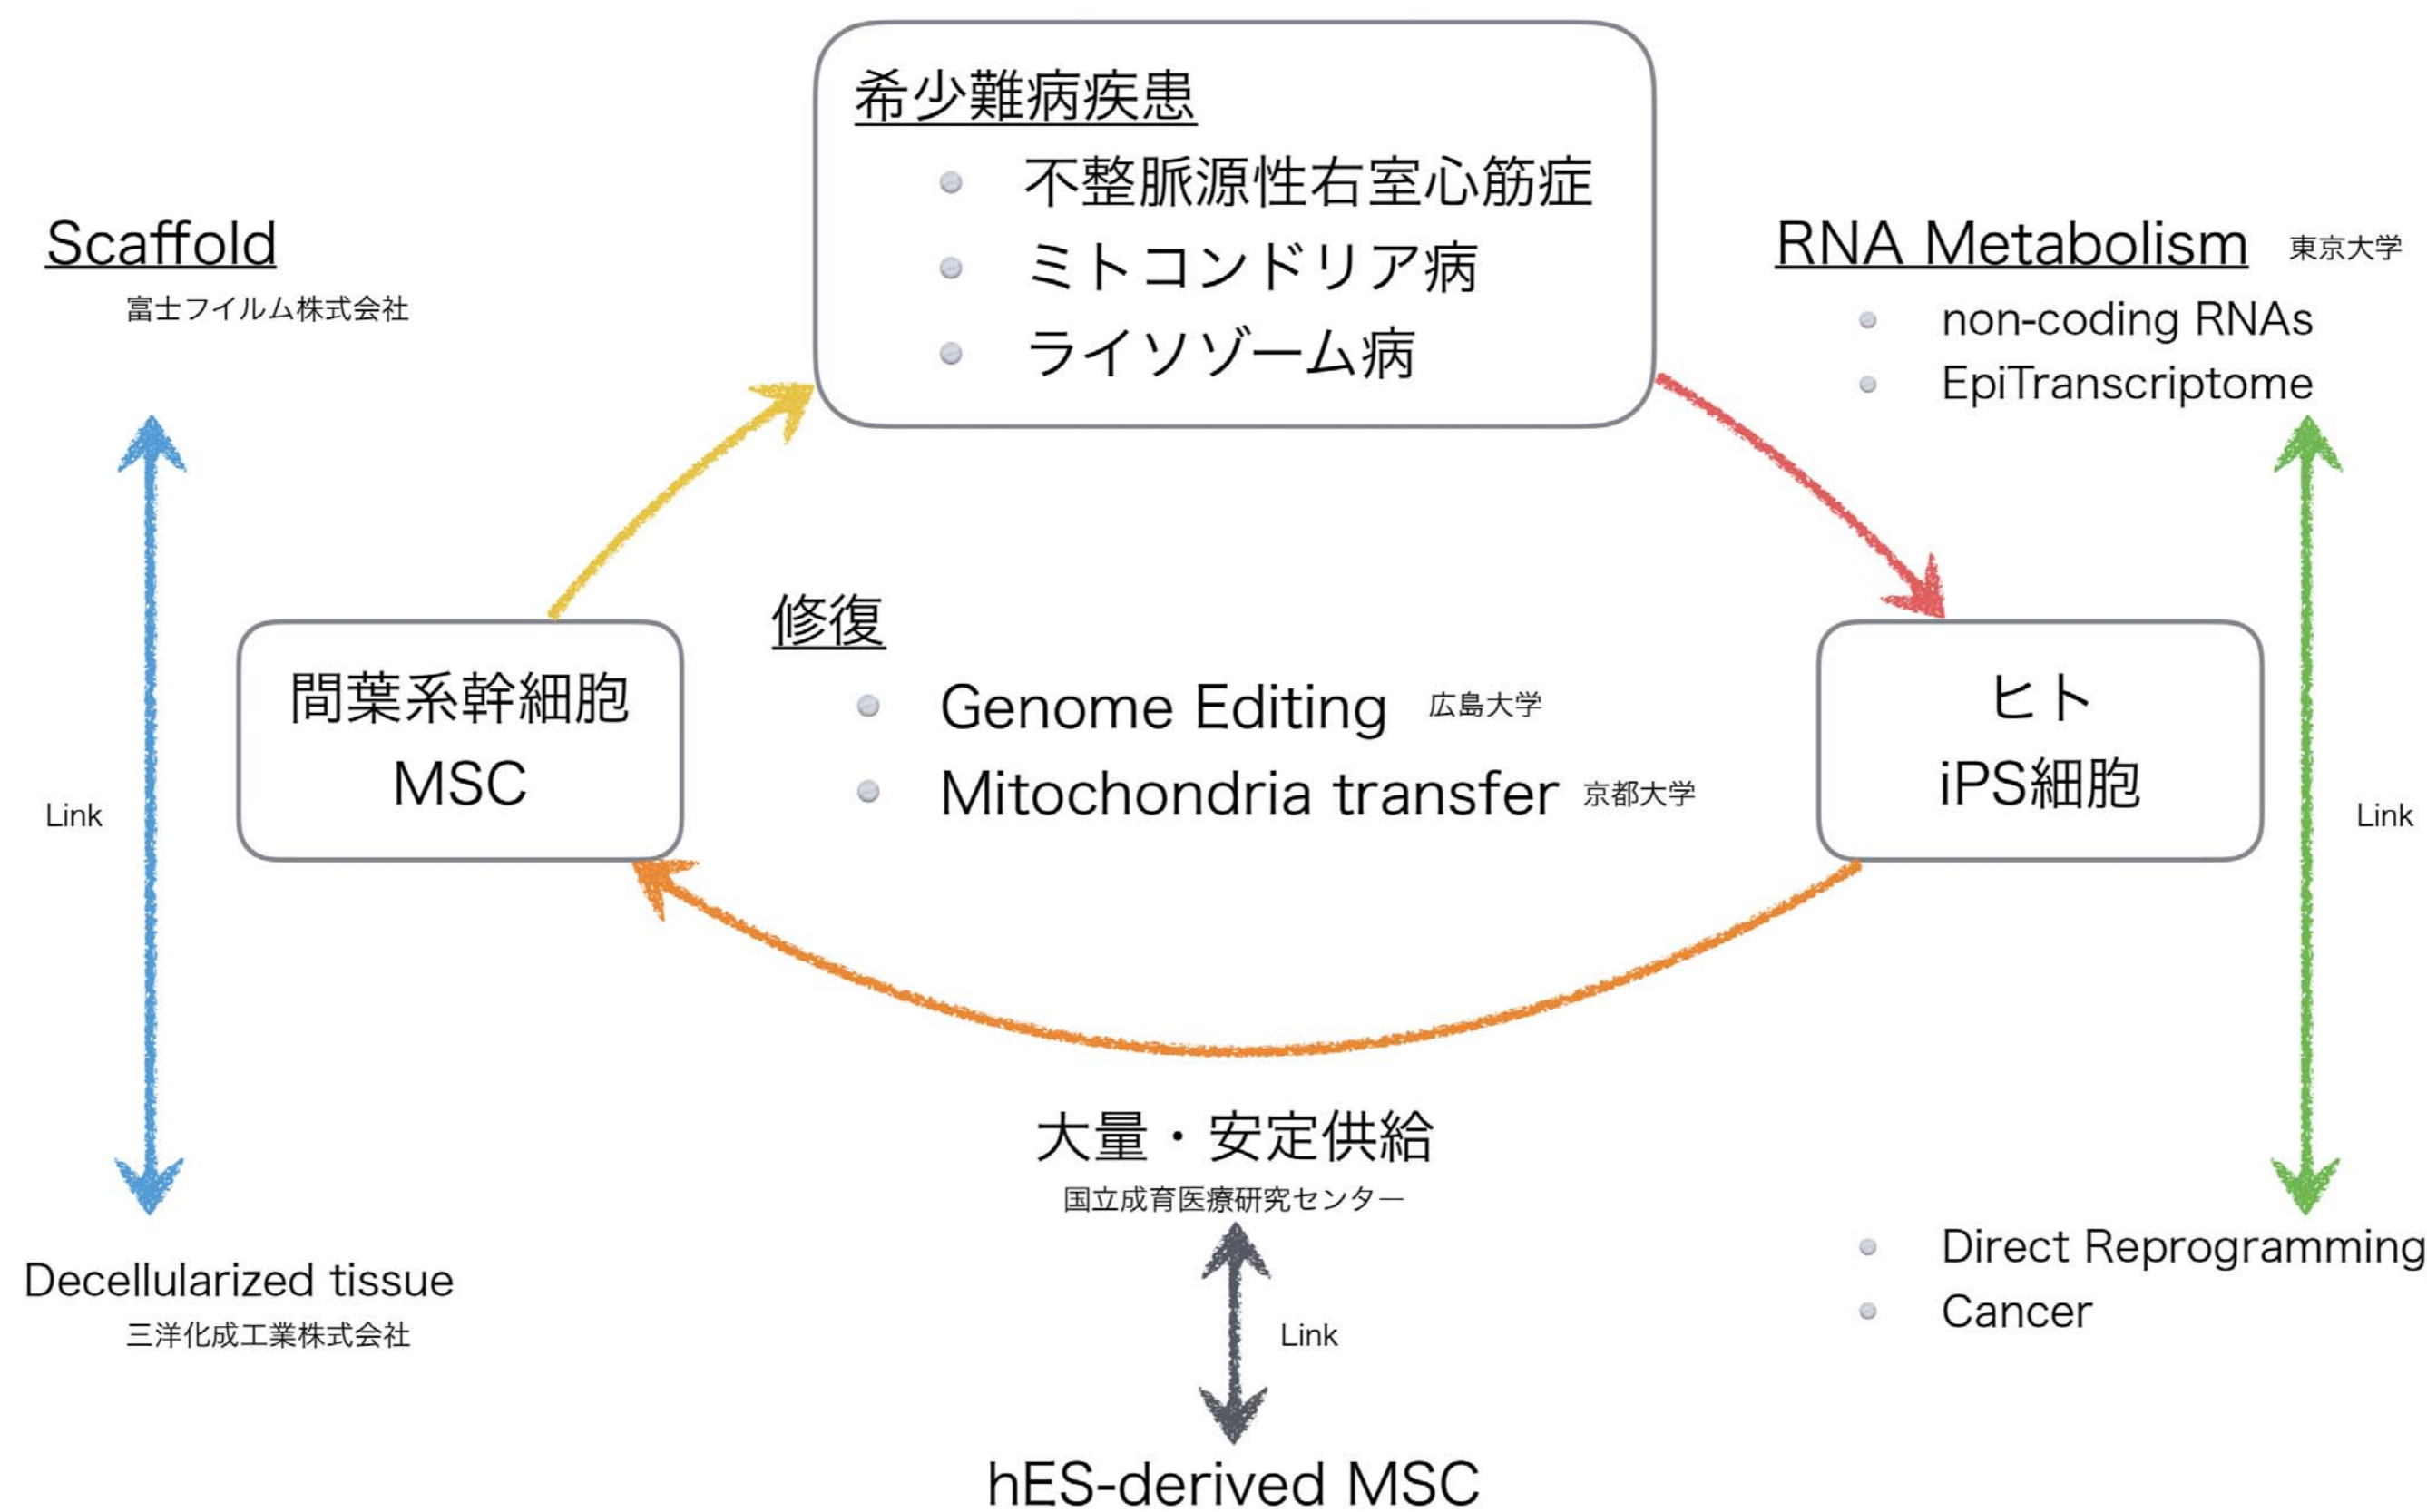 希少難病疾患
不整脈源性右室心筋症
ミトコンドリア病
ライソゾーム病
Scaffold
富士フイルム株式会社
RNA Metabolism 東京大学
non-coding RNAs
EpiTranscriptome
修復
Genome Editing 広島大学
Mitochondria transfer 京都大学
間葉系幹細胞
MSC
ヒト
iPS細胞
Link
Link
大量・安定供給
国立成育医療研究センター
Link
Decellularized tissue
三洋化成工業株式会社
Direct Reprogramming
Cancer
hES-derived MSC